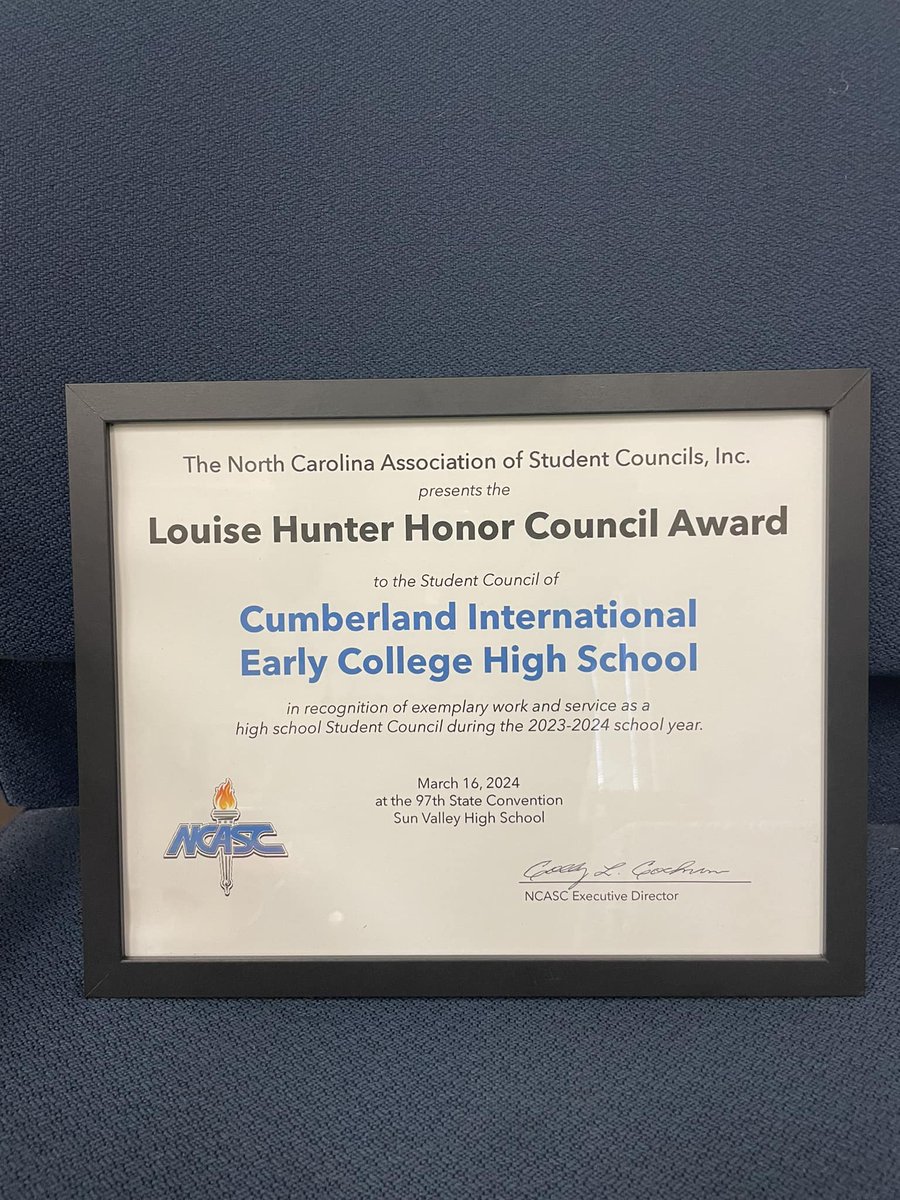 The North Carolina Association of Student Councils, Inc.
presents the
Louise Hunter Honor Council Award
to the Student Council of
Cumberland International
Early College High School
in recognition of exemplary work and service as a
high school Student Council during the 2023-2024 school year.
March 16, 2024
at the 97th State Convention
Sun Valley High School
NCASC
NCASC Executive Director